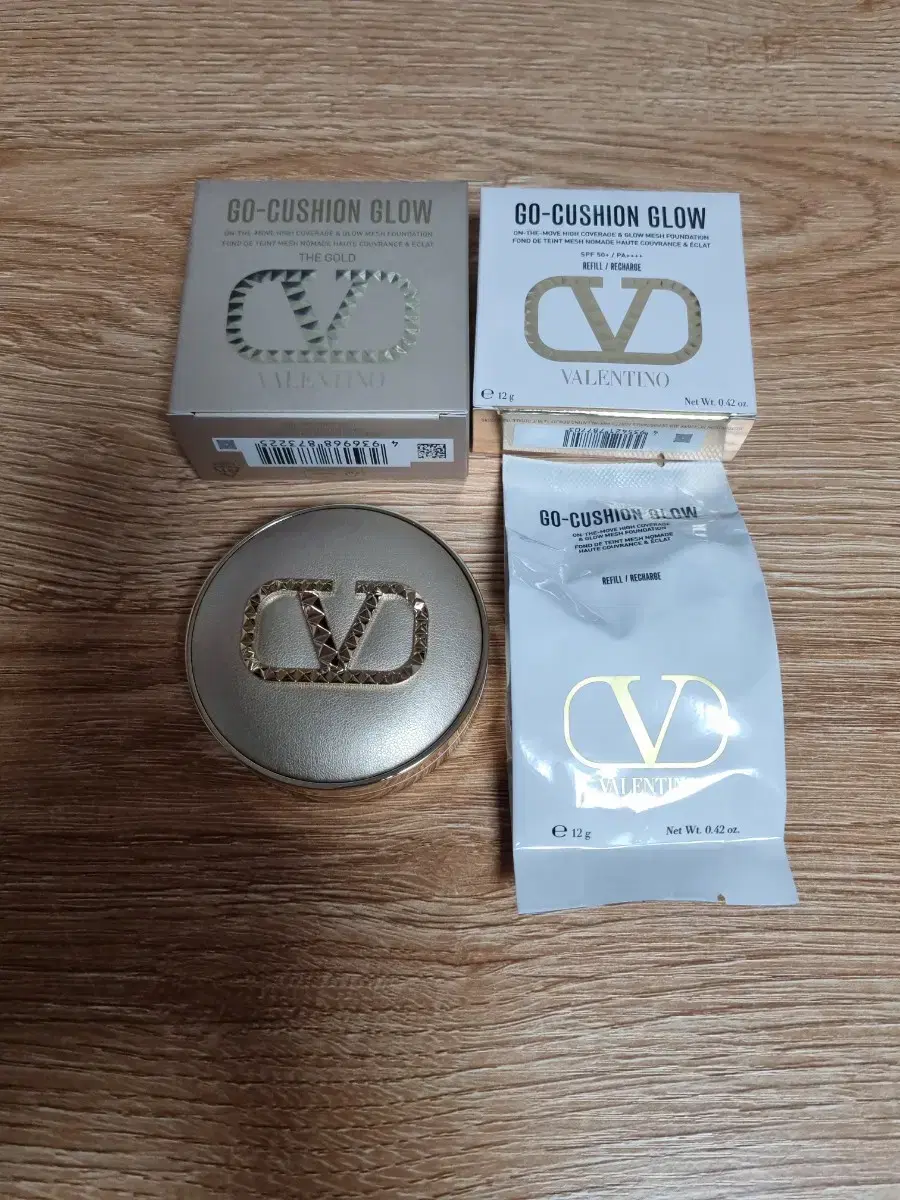 GO-CUSHION GLOW
ON-THE-MOVE HIGH COVERAGE & GLOW MESH FOUNDATION
FOND DE TEINT MESH NOMADE HAUTE COUVRANCE & ÉCLAT
THE GOLD
VALENTINO
4 936968 873225
GO-CUSHION GLOW
ON-THE-MOVE HIGH COVERAGE & GLOW MESH FOUNDATION
FOND DE TEINT MESH NOMADE HAUTE COUVRANCE & ÉCLAT
SPF 50+ / PA++++
REFILL / RECHARGE
VALENTINO
℮ 12 g
Net Wt. 0.42 oz.
GO-CUSHION GLOW
ON-THE-MOVE HIGH COVERAGE
& GLOW MESH FOUNDATION
FOND DE TEINT MESH NOMADE
HAUTE COUVRANCE & ÉCLAT
REFILL / RECHARGE
VALENTINO
℮ 12 g
Net Wt. 0.42 oz.